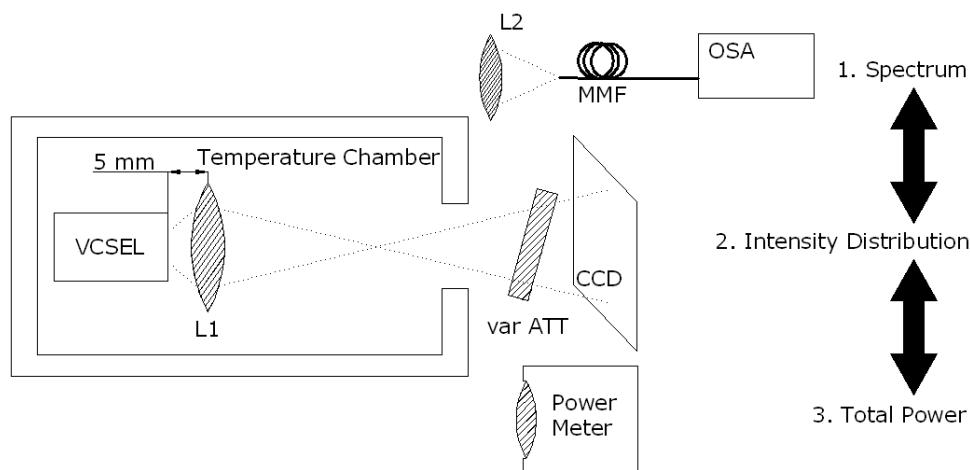 L2
OSA
MMF
1. Spectrum
5 mm
Temperature Chamber
VCSEL
L1
var ATT
CCD
2. Intensity Distribution
Power
Meter
3. Total Power